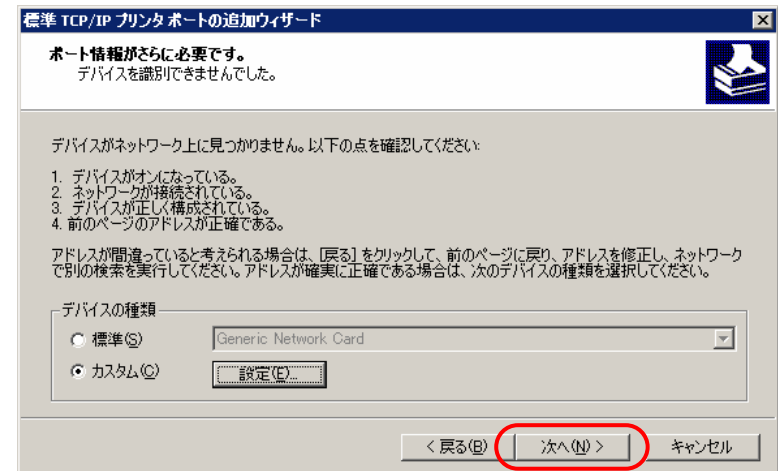 標準 TCP/IP プリンタ ポートの追加ウィザード
ポート情報がさらに必要です。
デバイスを識別できませんでした。
デバイスがネットワーク上に見つかりません。以下の点を確認してください:
1. デバイスがオンになっている。
2. ネットワークが接続されている。
3. デバイスが正しく構成されている。
4. 前のページのアドレスが正確である。
アドレスが間違っていると考えられる場合は、[戻る] をクリックして、前のページに戻り、アドレスを修正し、ネットワーク
で別の検索を実行してください。アドレスが確実に正確である場合は、次のデバイスの種類を選択してください。
デバイスの種類
標準(S) Generic Network Card
カスタム(C) 設定(E)...
< 戻る(B) 次へ(N) > キャンセル